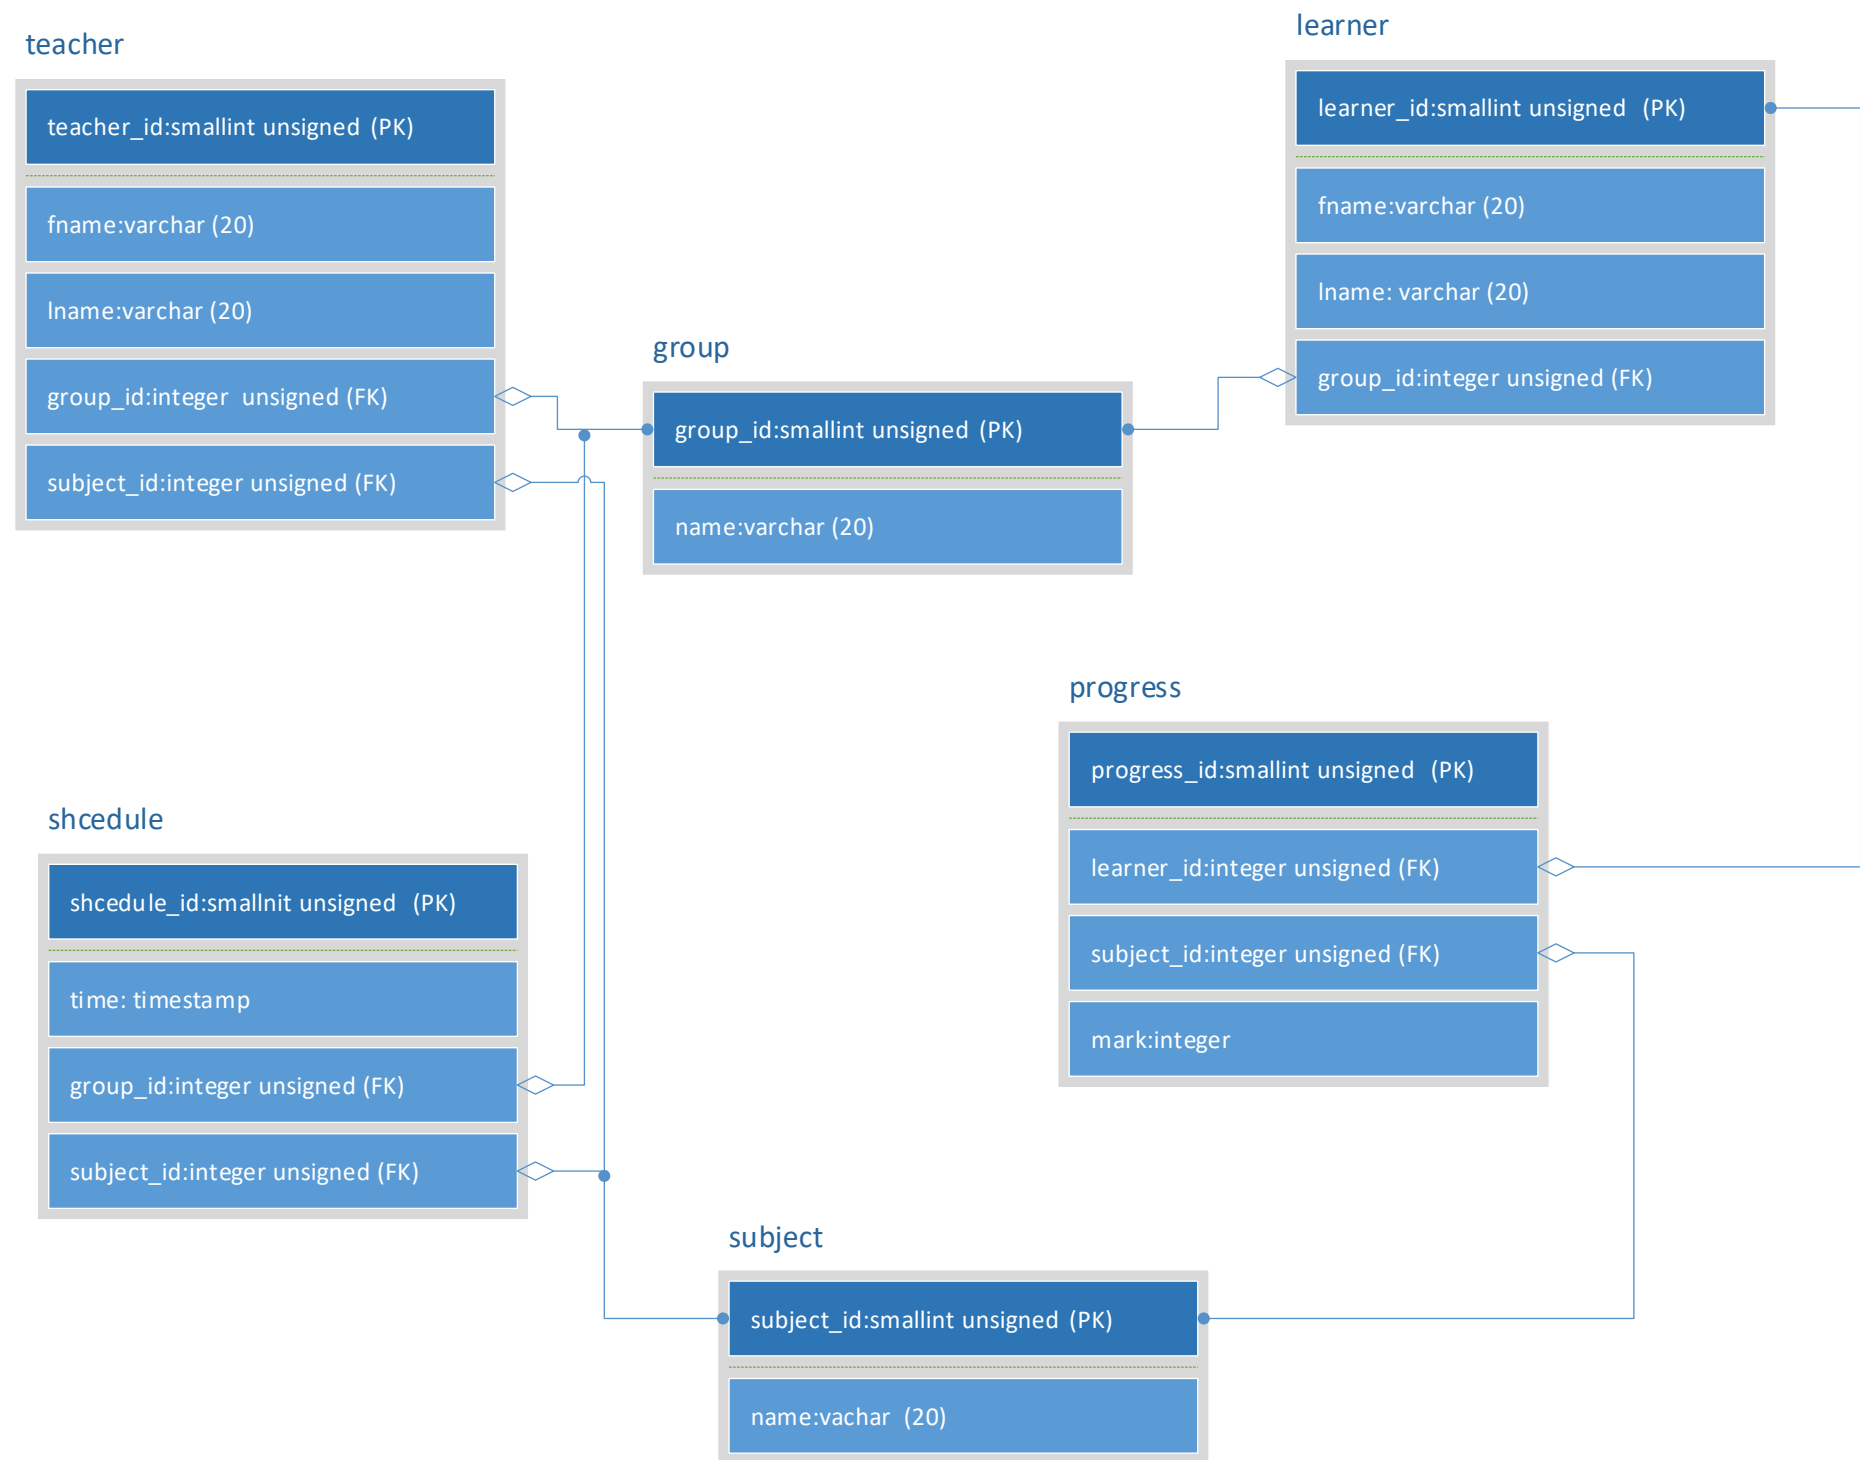 teacher
teacher_id:smallint unsigned (PK)
fname:varchar (20)
lname:varchar (20)
group_id:integer unsigned (FK)
subject_id:integer unsigned (FK)
group
group_id:smallint unsigned (PK)
name:varchar (20)
learner
learner_id:smallint unsigned (PK)
fname:varchar (20)
lname: varchar (20)
group_id:integer unsigned (FK)
progress
progress_id:smallint unsigned (PK)
learner_id:integer unsigned (FK)
subject_id:integer unsigned (FK)
mark:integer
shcedule
shcedule_id:smallnit unsigned (PK)
time: timestamp
group_id:integer unsigned (FK)
subject_id:integer unsigned (FK)
subject
subject_id:smallint unsigned (PK)
name:vachar (20)